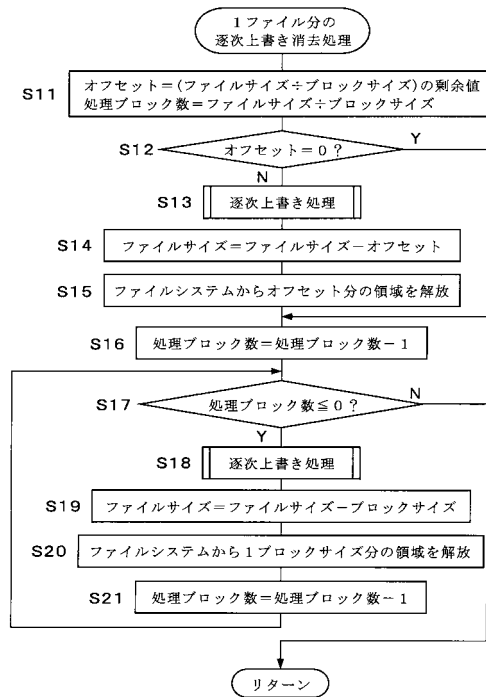 1ファイル分の
逐次上書き消去処理
S11
オフセット=(ファイルサイズ÷ブロックサイズ)の剰余値
処理ブロック数=ファイルサイズ÷ブロックサイズ
S12
オフセット=0?
Y
N
S13
逐次上書き処理
S14
ファイルサイズ=ファイルサイズ-オフセット
S15
ファイルシステムからオフセット分の領域を解放
S16
処理ブロック数=処理ブロック数-1
S17
処理ブロック数≦0?
N
Y
S18
逐次上書き処理
S19
ファイルサイズ=ファイルサイズ-ブロックサイズ
S20
ファイルシステムから1ブロックサイズ分の領域を解放
S21
処理ブロック数=処理ブロック数-1
リターン